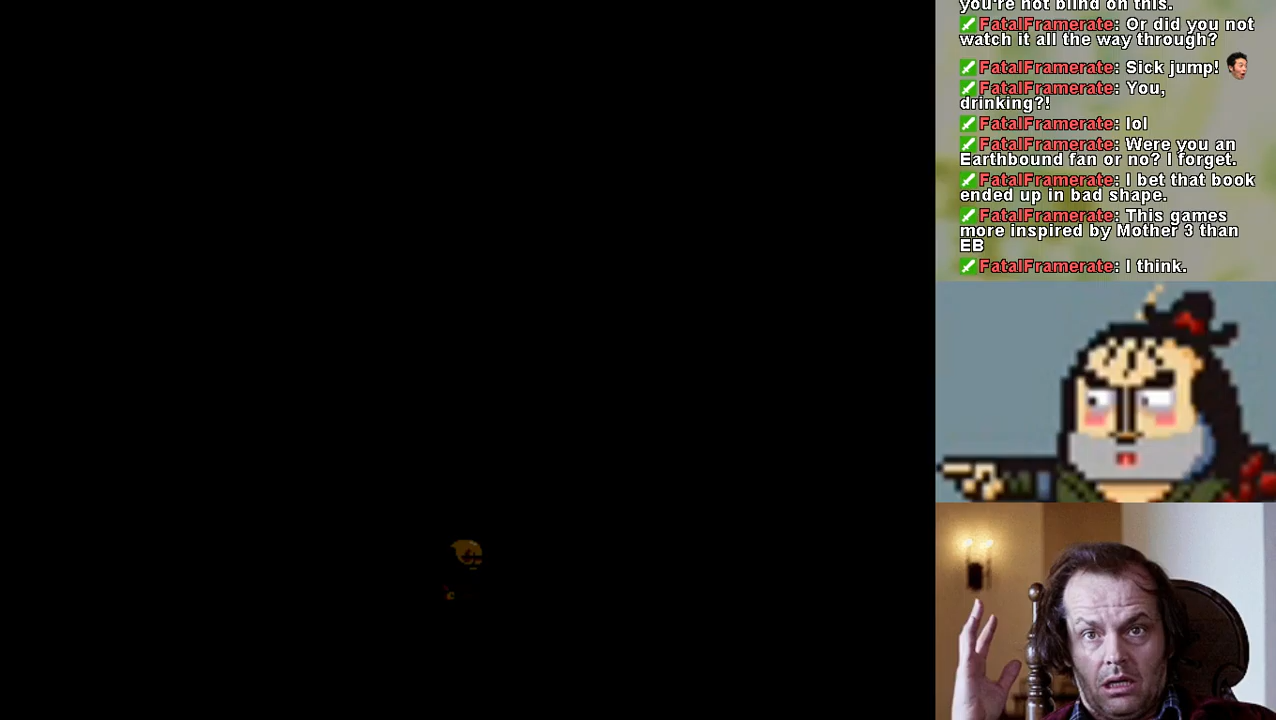 you're not blind on this.
FatalFramerate: Or did you not
watch it all the way through?
FatalFramerate: Sick jump!
FatalFramerate: You,
drinking?!
FatalFramerate: lol
FatalFramerate: Were you an
Earthbound fan or no? I forget.
FatalFramerate: I bet that book
ended up in bad shape.
FatalFramerate: This games
more inspired by Mother 3 than
EB
FatalFramerate: I think.